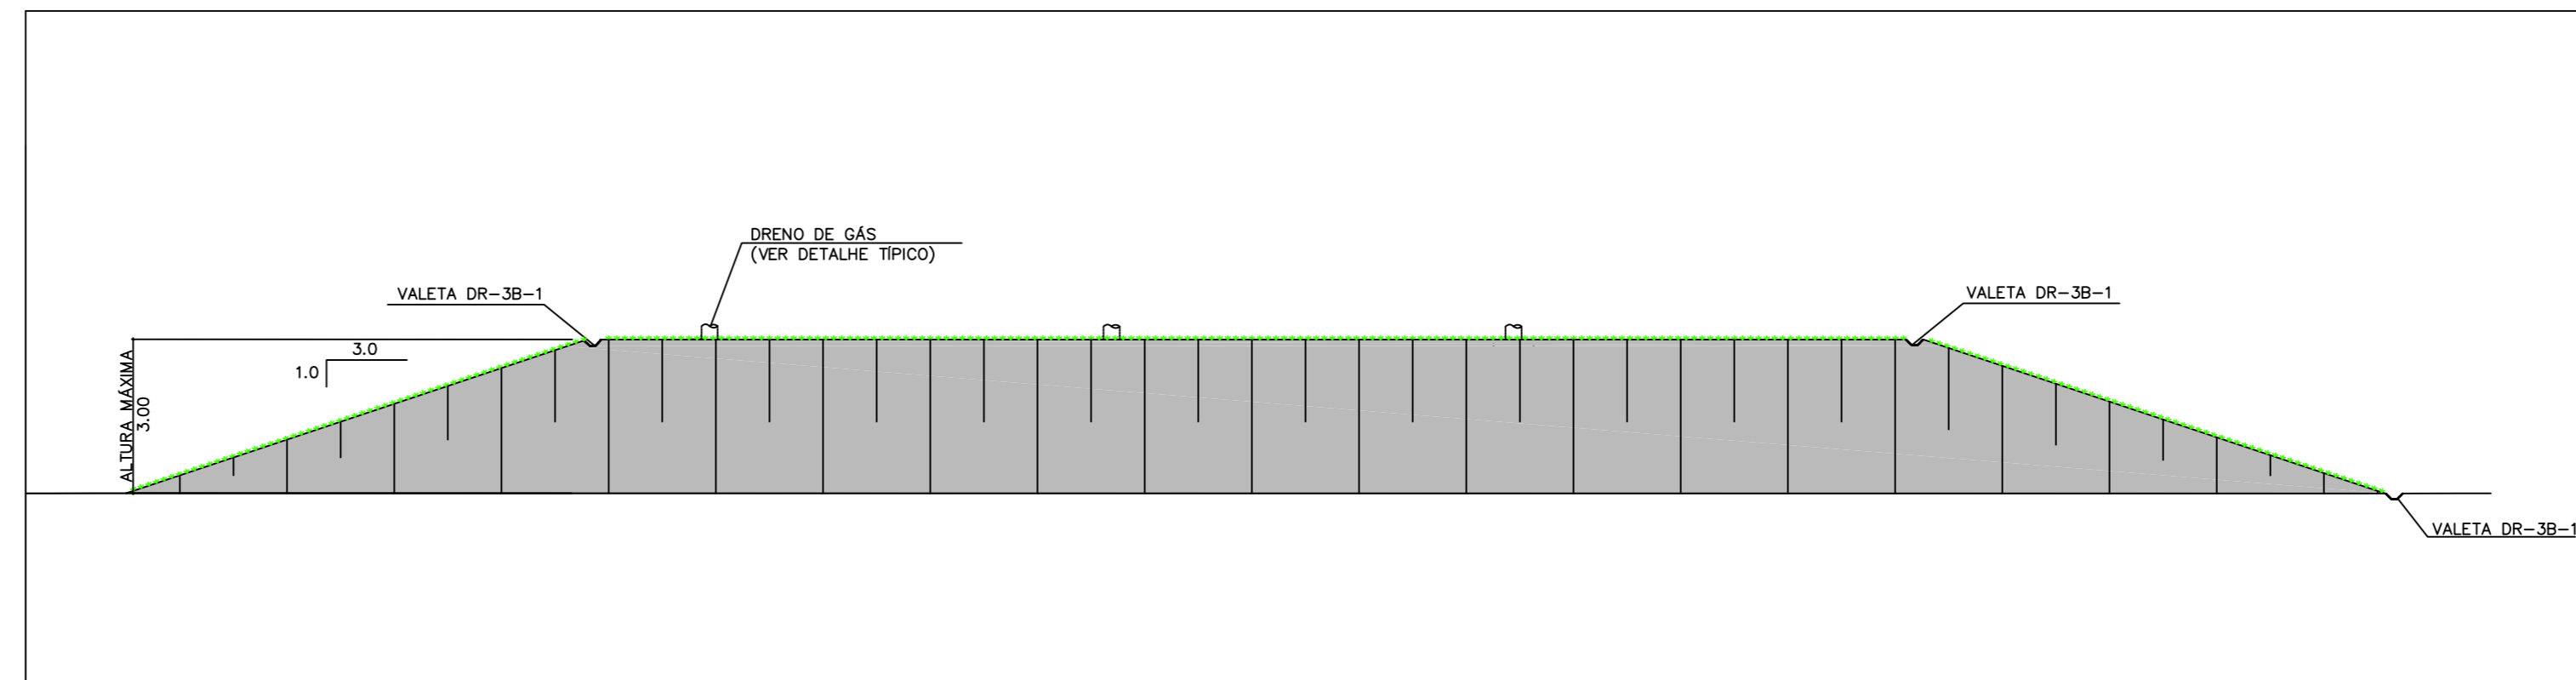 DRENO DE GÁS
(VER DETALHE TÍPICO)
VALETA DR-3B-1
VALETA DR-3B-1
3.0
1.0
ALTURA MÁXIMA
3.00
VALETA DR-3B-1